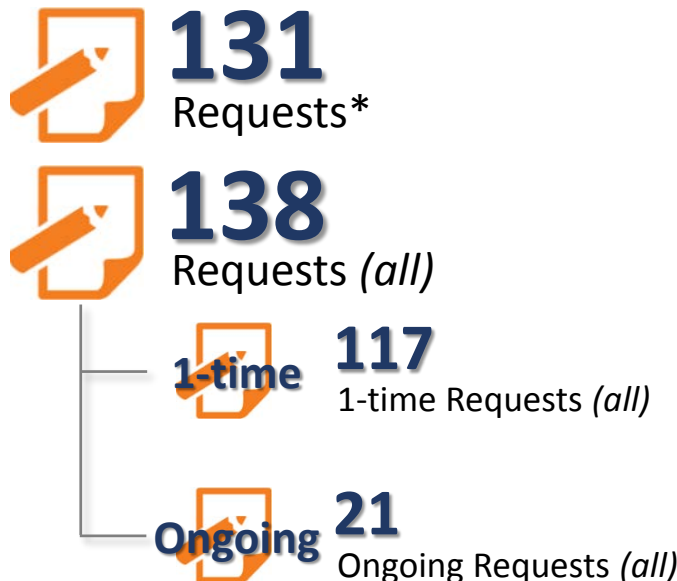 131
Requests*
138
Requests (all)
1-time
117
1-time Requests (all)
Ongoing
21
Ongoing Requests (all)